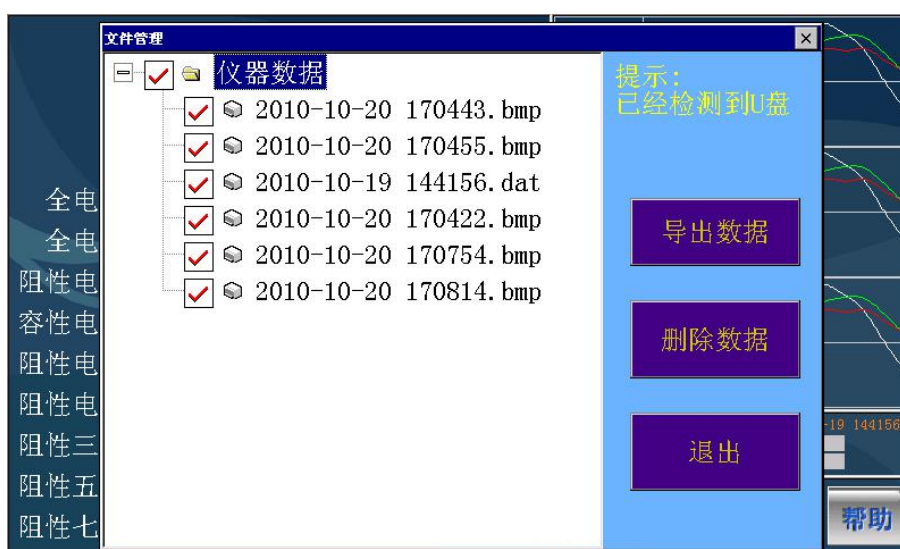 文件管理
仪器数据
2010-10-20 170443.bmp
2010-10-20 170455.bmp
2010-10-19 144156.dat
2010-10-20 170422.bmp
2010-10-20 170754.bmp
2010-10-20 170814.bmp
提示:
已经检测到U盘
导出数据
删除数据
退出
全电
全电
阻性电
容性电
阻性电
阻性电
阻性三
阻性五
阻性七
-19 144156
帮助